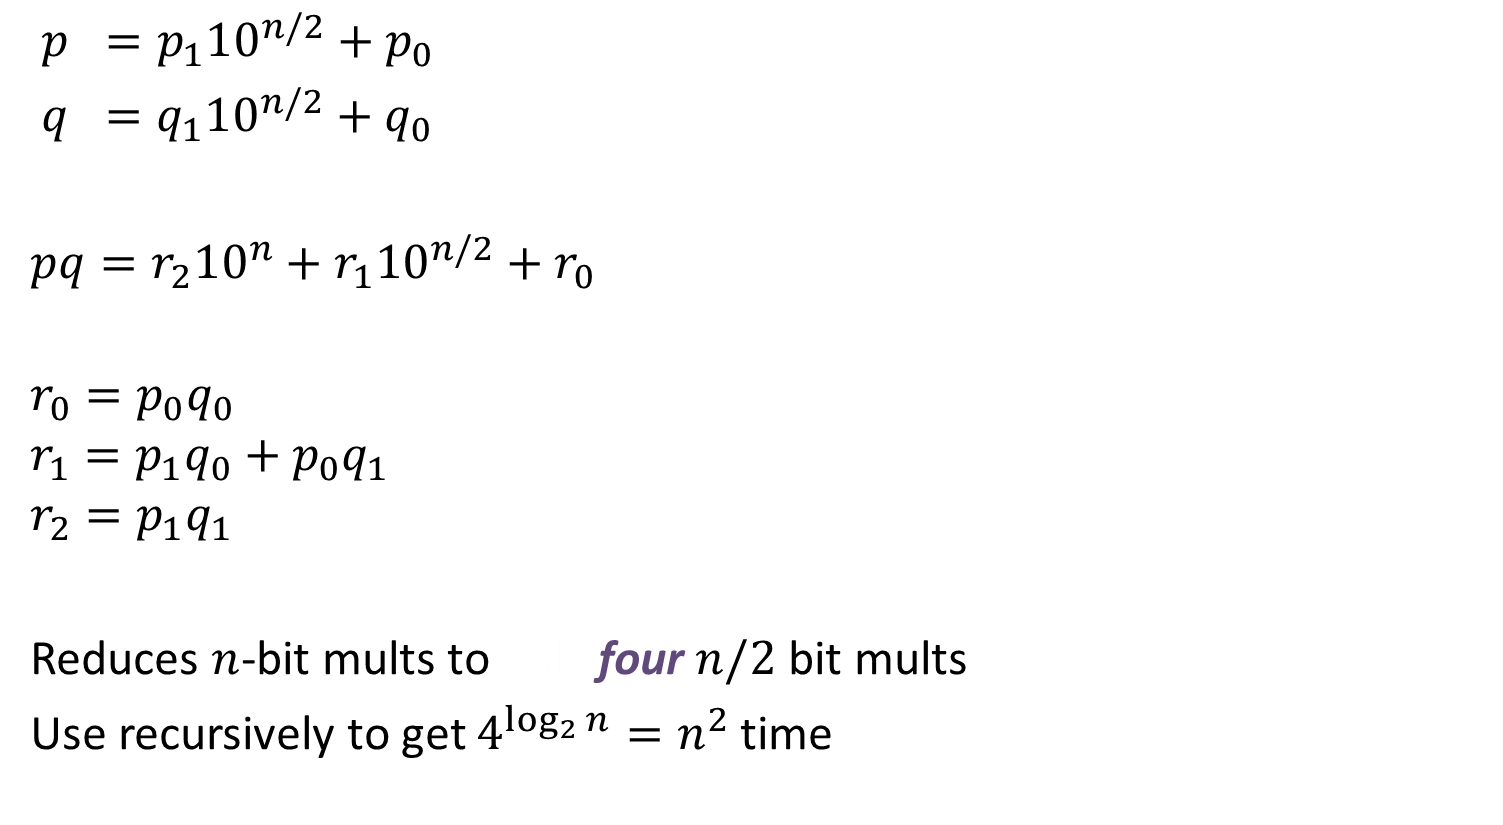 p = p₁10^{n/2} + p₀
q = q₁10^{n/2} + q₀
pq = r₂10^n + r₁10^{n/2} + r₀
r₀ = p₀q₀
r₁ = p₁q₀ + p₀q₁
r₂ = p₁q₁
Reduces n-bit mults to four n/2 bit mults
Use recursively to get 4^{log₂ n} = n² time